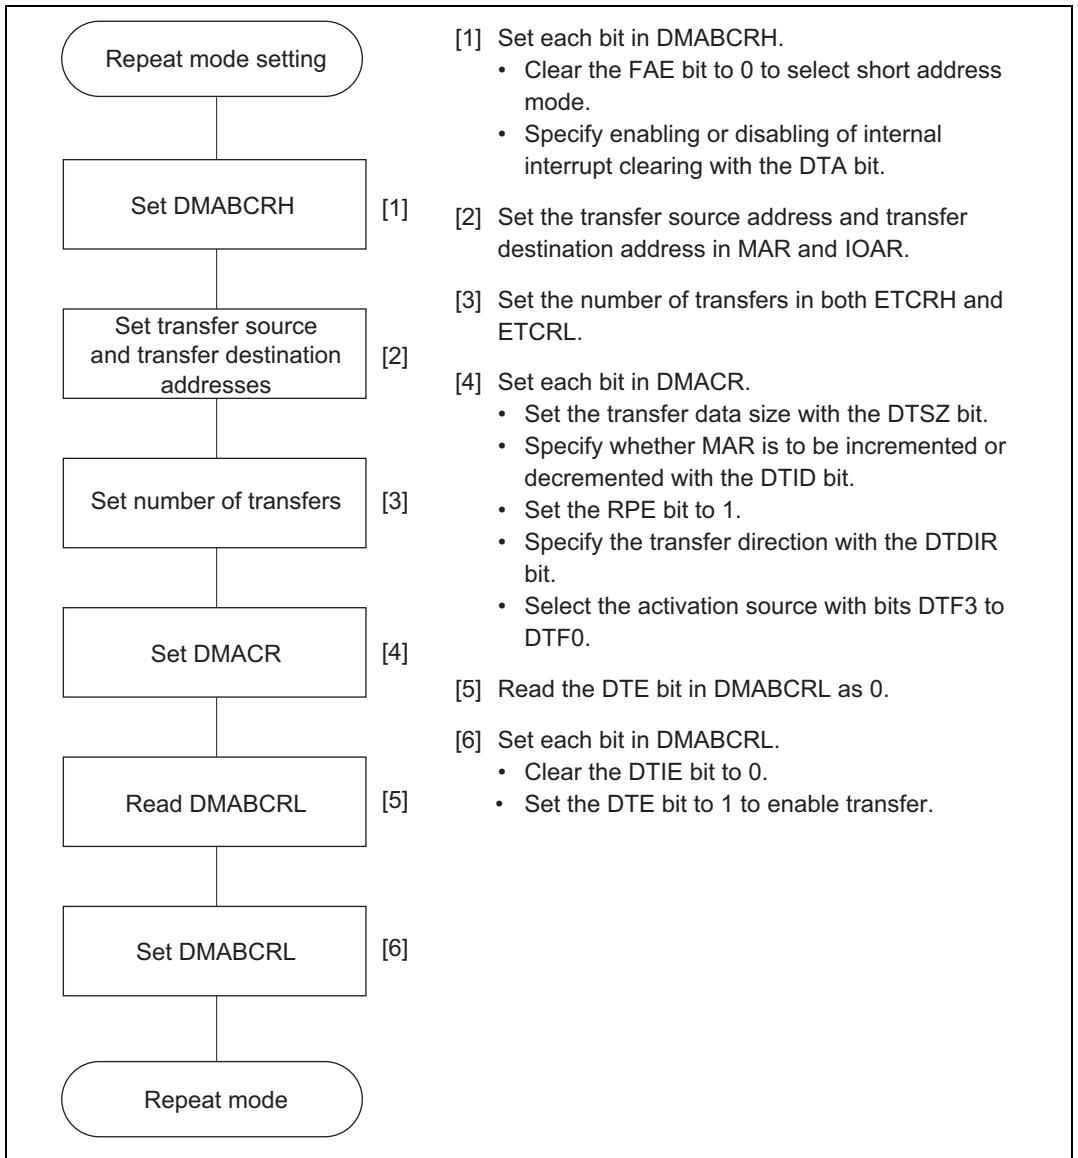 Repeat mode setting
Set DMABCRH [1]
Set transfer source
and transfer destination
addresses
[2]
Set number of transfers [3]
Set DMACR [4]
Read DMABCRL [5]
Set DMABCRL [6]
Repeat mode
[1] Set each bit in DMABCRH.
• Clear the FAE bit to 0 to select short address
mode.
• Specify enabling or disabling of internal
interrupt clearing with the DTA bit.
[2] Set the transfer source address and transfer
destination address in MAR and IOAR.
[3] Set the number of transfers in both ETCRH and
ETCRL.
[4] Set each bit in DMACR.
• Set the transfer data size with the DTSZ bit.
• Specify whether MAR is to be incremented or
decremented with the DTID bit.
• Set the RPE bit to 1.
• Specify the transfer direction with the DTDIR
bit.
• Select the activation source with bits DTF3 to
DTF0.
[5] Read the DTE bit in DMABCRL as 0.
[6] Set each bit in DMABCRL.
• Clear the DTIE bit to 0.
• Set the DTE bit to 1 to enable transfer.